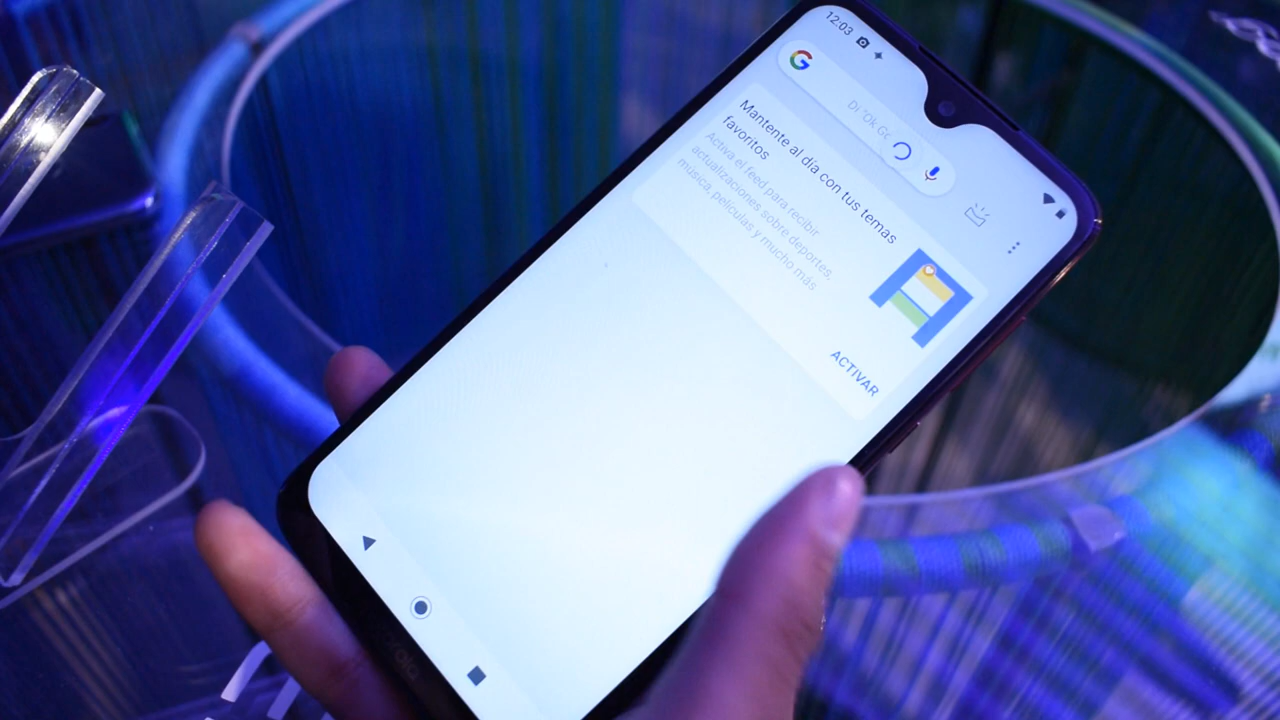 12:03
G
Di "Ok Go
Mantente al día con tus temas
favoritos
Activa el feed para recibir
actualizaciones sobre deportes,
música, películas y mucho más
ACTIVAR